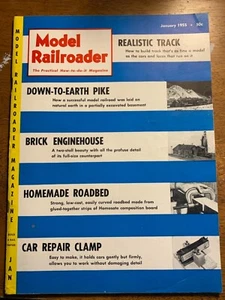 January 1953 • 50c
Model
Railroader
The Practical How-to-do-it Magazine
REALISTIC TRACK
How to build track that's as fine a model
as the cars and locos that run on it
DOWN-TO-EARTH PIKE
How a successful model railroad was laid on
natural earth in a partially excavated basement
BRICK ENGINEHOUSE
A two-stall beauty with all the profuse detail
of its full-size counterpart
HOMEMADE ROADBED
Strong, low-cost, easily curved roadbed made from
glued-together strips of Homasote composition board
CAR REPAIR CLAMP
Easy to make, it holds cars gently but firmly,
allows you to work without damaging detail
MODEL RAILROADER MAGAZINE
JAN